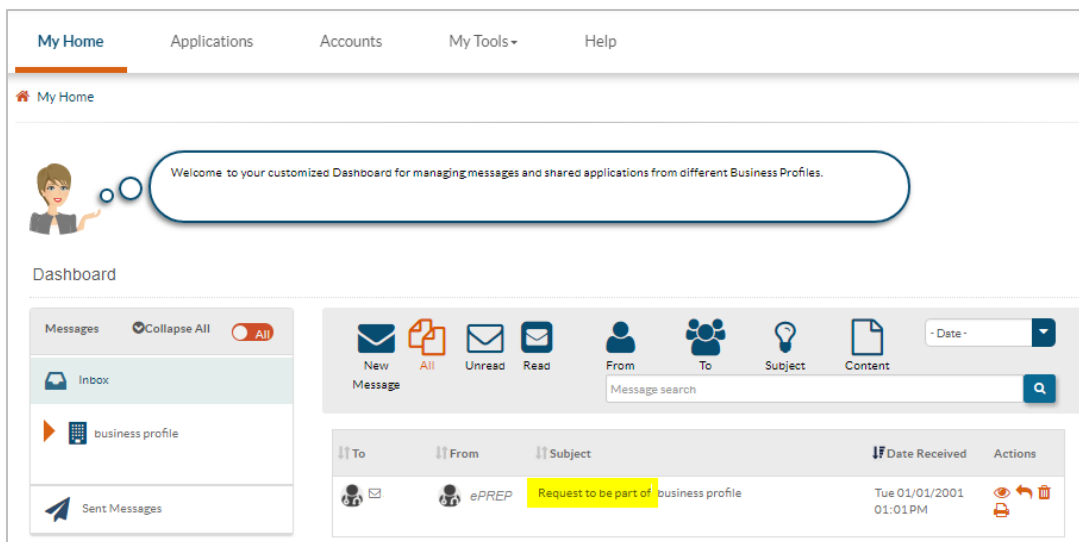 My Home Applications Accounts My Tools Help
My Home
Welcome to your customized Dashboard for managing messages and shared applications from different Business Profiles.
Dashboard
Messages Collapse All All
Inbox
business profile
Sent Messages
New Message All Unread Read From To Subject Content - Date -
Message search
To From Subject Date Received Actions
ePREP Request to be part of business profile Tue 01/01/2001
01:01 PM